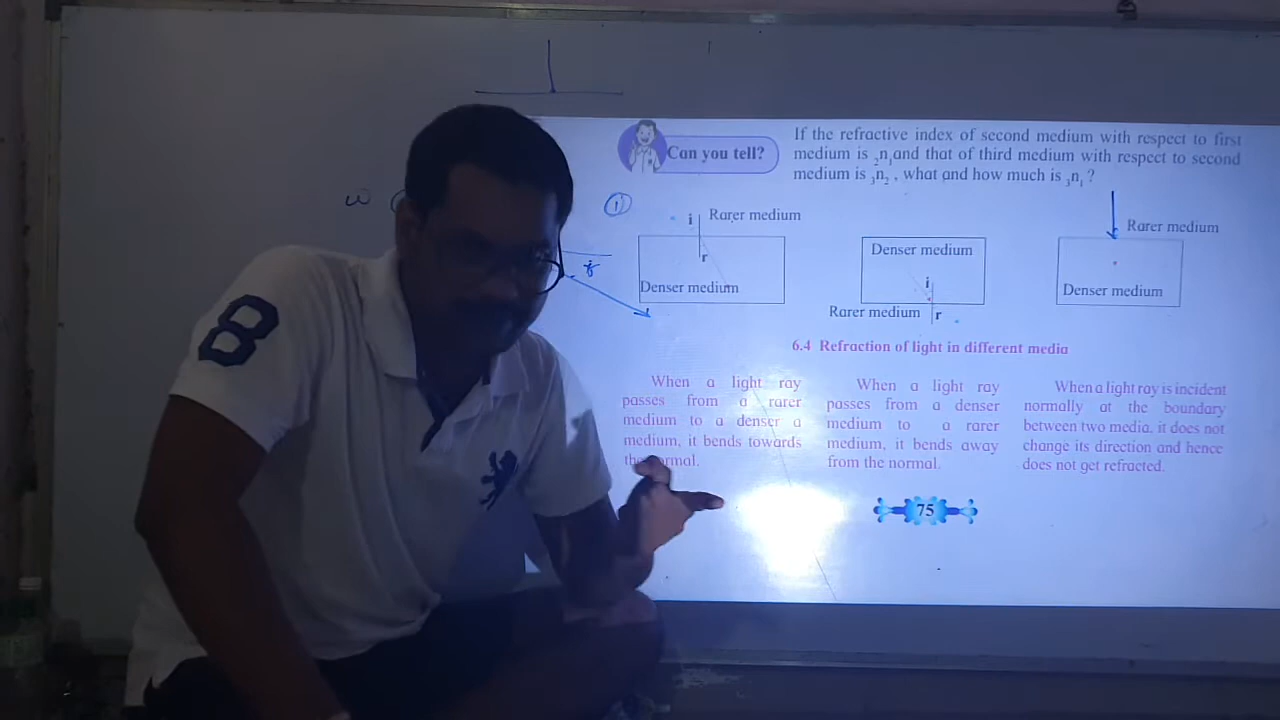 Can you tell?
If the refractive index of second medium with respect to first
medium is ₂n₁and that of third medium with respect to second
medium is ₃n₂ , what and how much is ₃n₁ ?
w
1
i Rarer medium
r
Denser medium
r
Denser medium
i
Rarer medium r
Rarer medium
Denser medium
6.4 Refraction of light in different media
When a light ray
passes from a rarer
medium to a denser a
medium, it bends towards
normal.
When a light ray
passes from a denser
medium to a rarer
medium, it bends away
from the normal.
When a light ray is incident
normally at the boundary
between two media, it does not
change its direction and hence
does not get refracted.
75
8